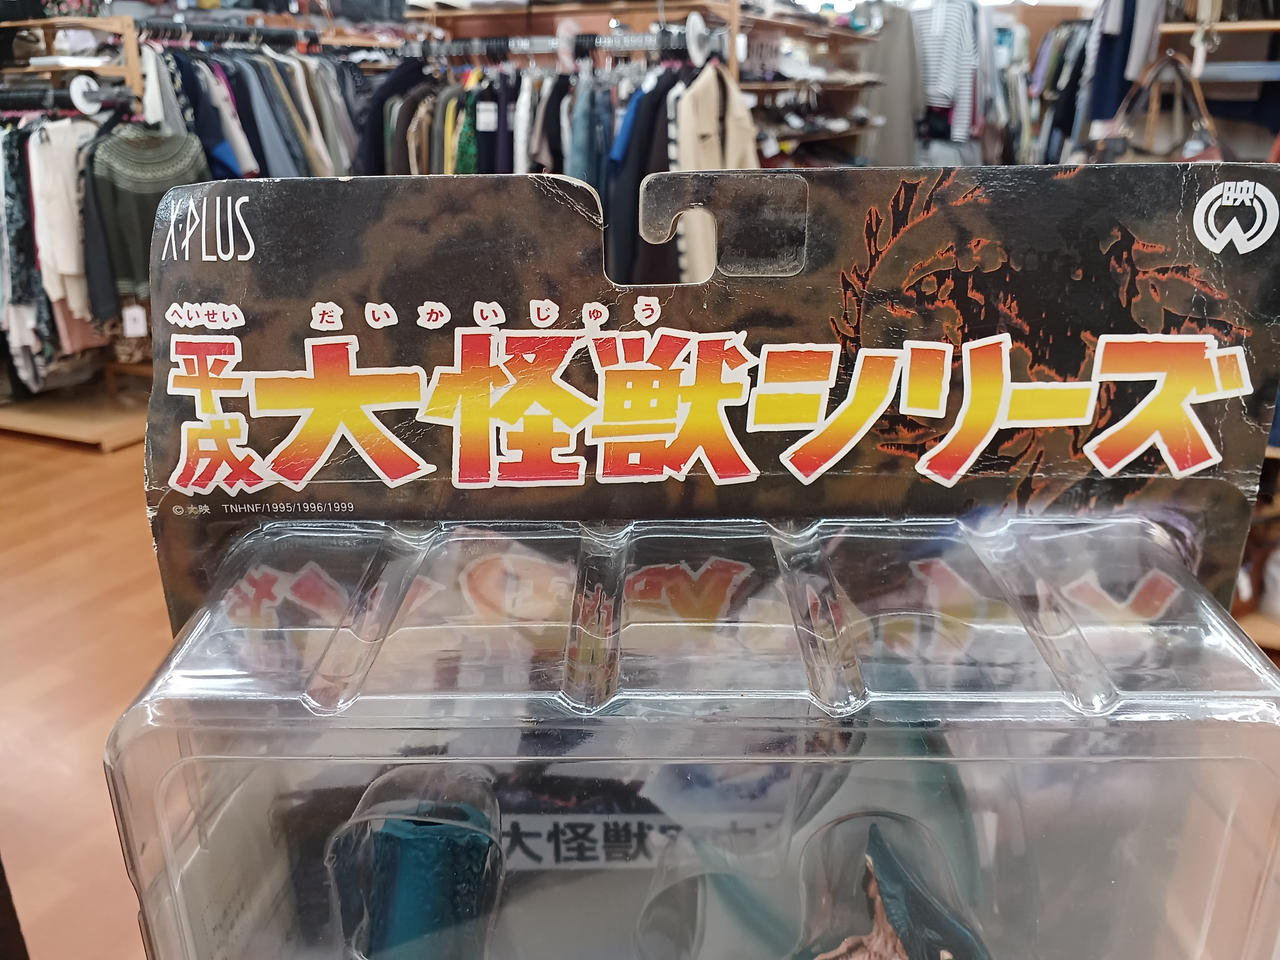 X-PLUS
映
へいせい だいかいじゅう
平成大怪獣シリーズ
© 大映 TNHNF/1995/1996/1999
大怪獣